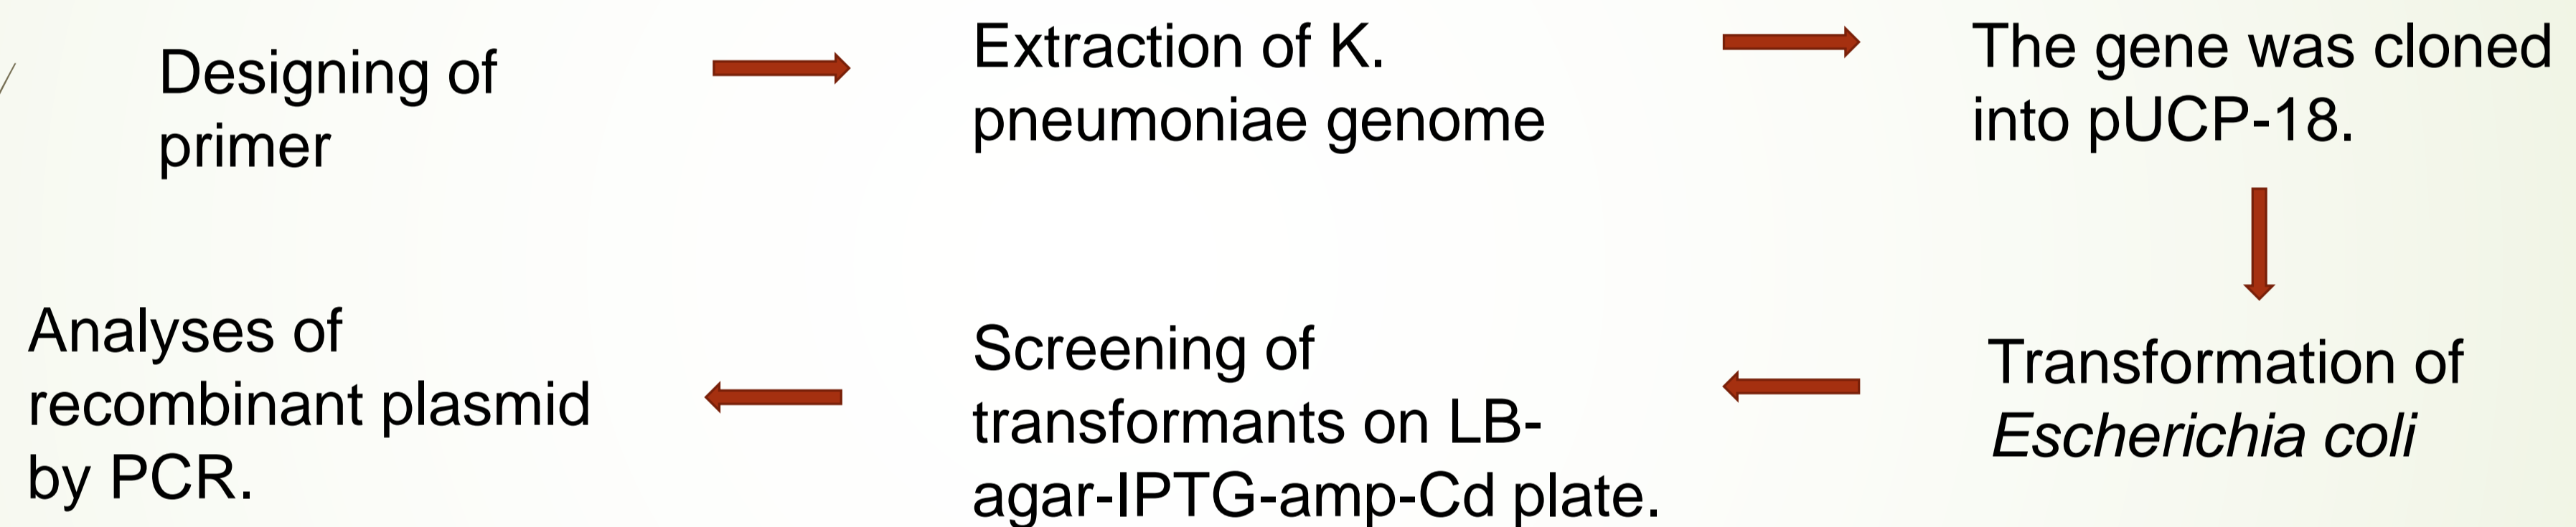 Designing of
primer
Extraction of K.
pneumoniae genome
The gene was cloned
into pUCP-18.
Transformation of
Escherichia coli
Screening of
transformants on LB-
agar-IPTG-amp-Cd plate.
Analyses of
recombinant plasmid
by PCR.